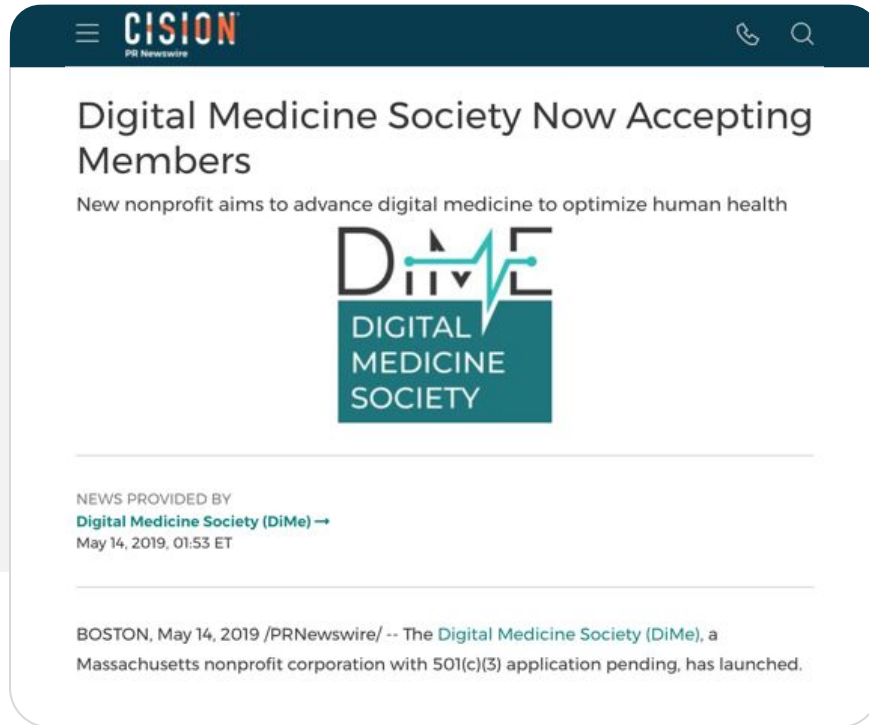 CISION
PR Newswire
Digital Medicine Society Now Accepting
Members
New nonprofit aims to advance digital medicine to optimize human health
DiME
DIGITAL
MEDICINE
SOCIETY
NEWS PROVIDED BY
Digital Medicine Society (DiMe) →
May 14, 2019, 01:53 ET
BOSTON, May 14, 2019 /PRNewswire/ -- The Digital Medicine Society (DiMe), a
Massachusetts nonprofit corporation with 501(c)(3) application pending, has launched.